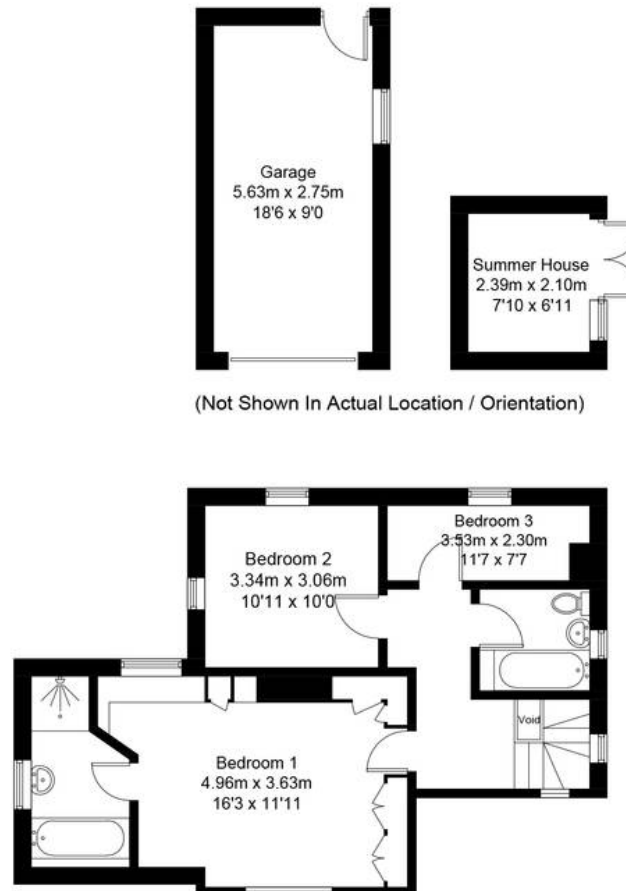 Garage
5.63m x 2.75m
18'6 x 9'0
Summer House
2.39m x 2.10m
7'10 x 6'11
(Not Shown In Actual Location / Orientation)
Bedroom 3
3.53m x 2.30m
11'7 x 7'7
Bedroom 2
3.34m x 3.06m
10'11 x 10'0
Void
Bedroom 1
4.96m x 3.63m
16'3 x 11'11